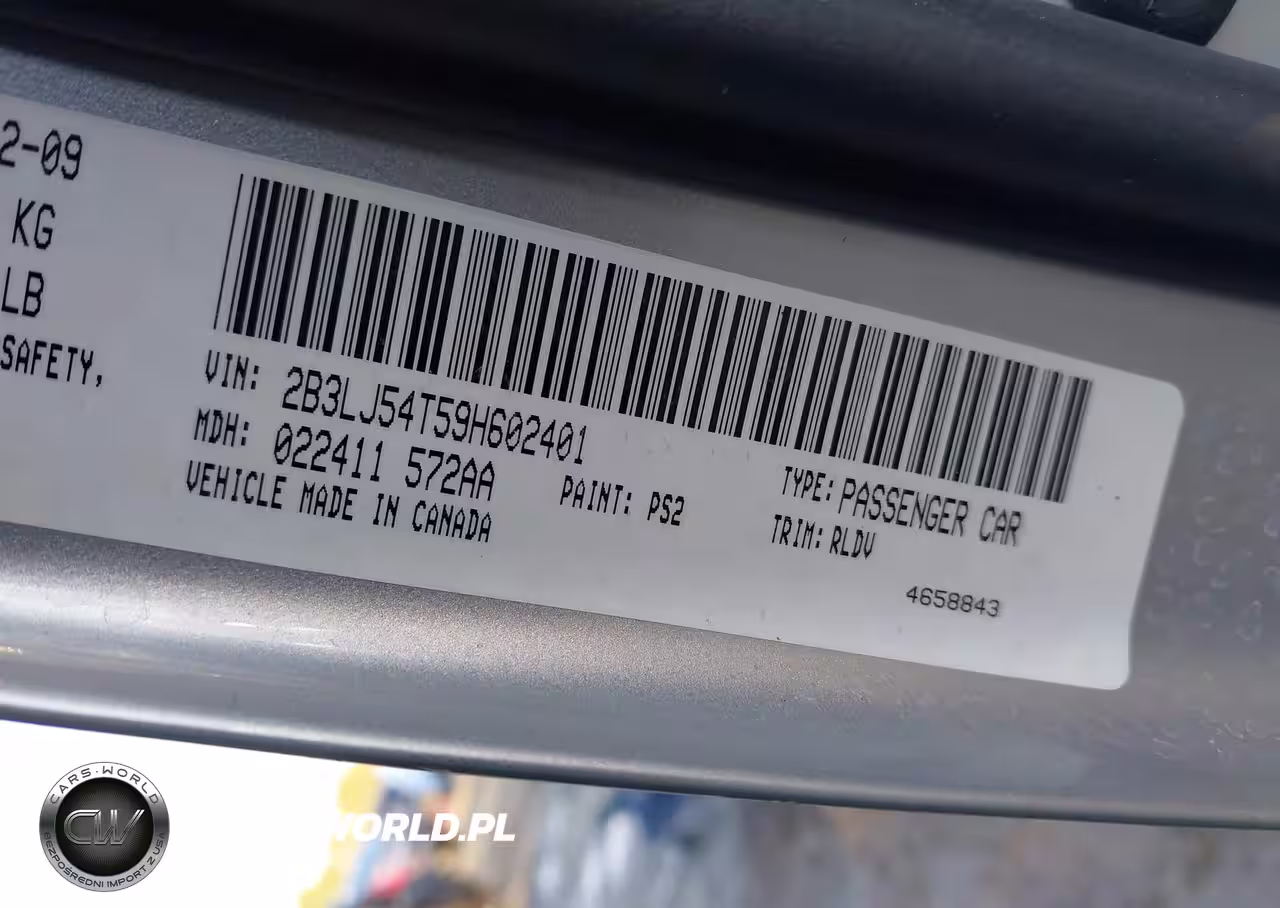 2-09
KG
LB
SAFETY,
VIN: 2B3LJ54T59H602401
MDH: 022411 572AA
VEHICLE MADE IN CANADA
PAINT: PS2
TYPE: PASSENGER CAR
TRIM: RLDV
4658843
CARS-WORLD
CW
BEZPOŚREDNI IMPORT Z USA
WORLD.PL